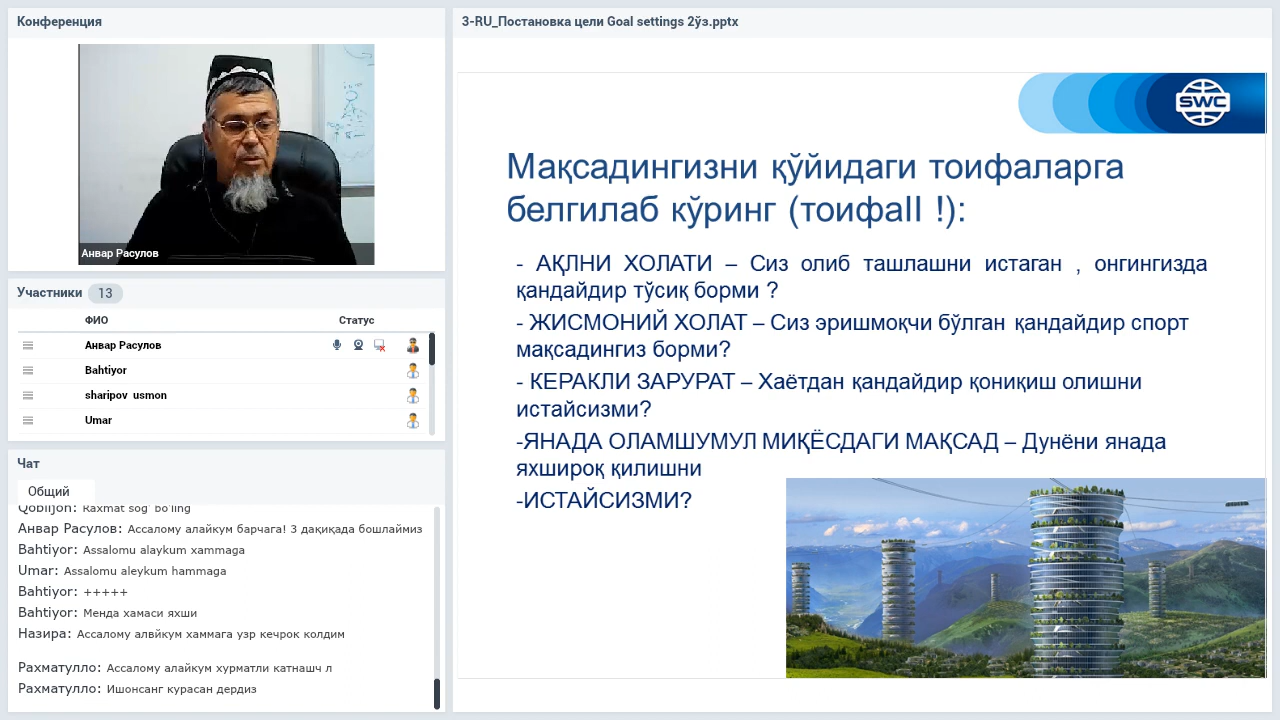 Конференция
Анвар Расулов
Участники 13
ФИО Статус
Анвар Расулов
Bahtiyor
sharipov usmon
Umar
Чат
Общий
Qobiljon: Raxmat sog' bo'ling
Анвар Расулов: Ассалому алайкум барчага! 3 дақиқада бошлаймиз
Bahtiyor: Assalomu alaykum xammaga
Umar: Assalomu aleykum hammaga
Bahtiyor: +++++
Bahtiyor: Менда хамаси яхши
Назира: Ассалому алвйкум хаммага узр кечрок колдим
Рахматулло: Ассалому алайкум хурматли катнашч л
Рахматулло: Ишонсанг курасан дердиз
3-RU_Постановка цели Goal settings 2ўз.pptx
SWC
Мақсадингизни қўйидаги тоифаларга
белгилаб кўринг (тоифаII !):
- АҚЛНИ ХОЛАТИ – Сиз олиб ташлашни истаган , онгингизда
қандайдир тўсиқ борми ?
- ЖИСМОНИЙ ХОЛАТ – Сиз эришмоқчи бўлган қандайдир спорт
мақсадингиз борми?
- КЕРАКЛИ ЗАРУРАТ – Хаётдан қандайдир қониқиш олишни
истайсизми?
-ЯНАДА ОЛАМШУМУЛ МИҚЁСДАГИ МАҚСАД – Дунёни янада
яхшироқ қилишни
-ИСТАЙСИЗМИ?